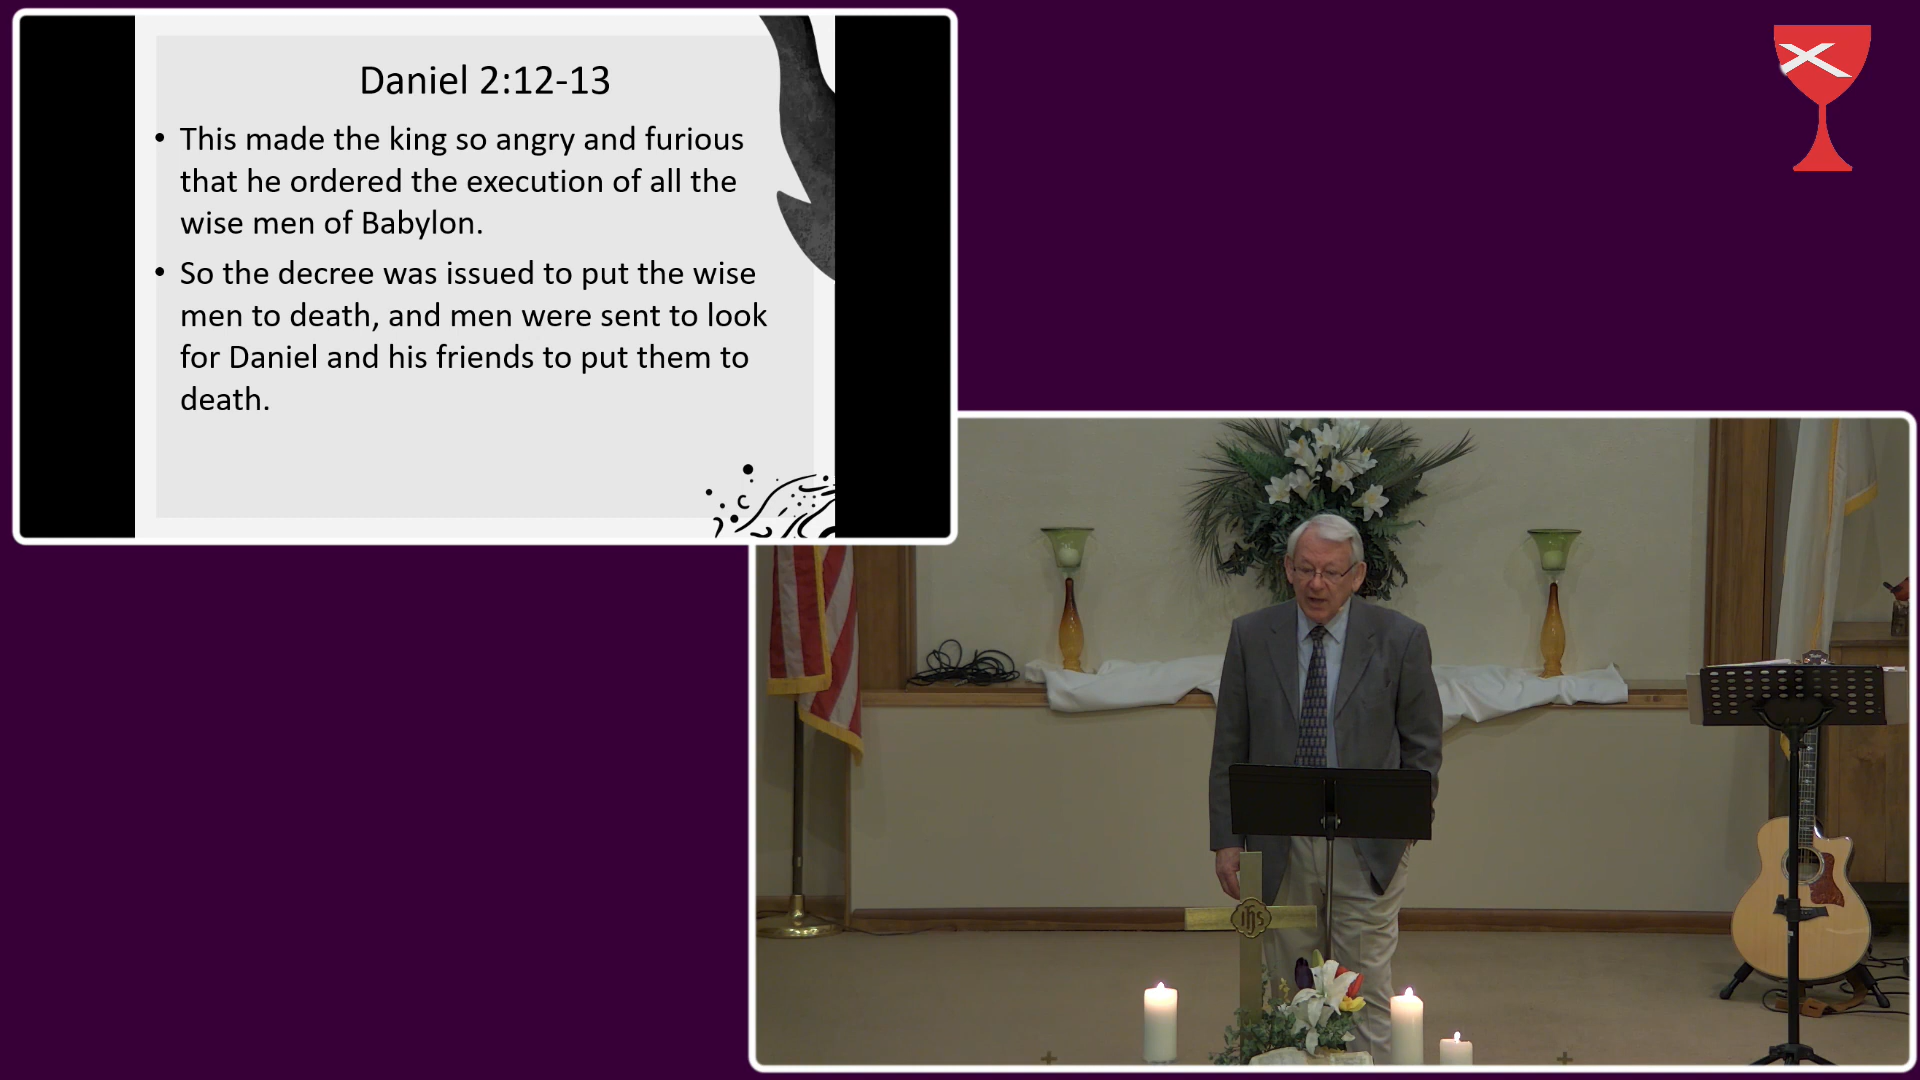 Daniel 2:12-13
• This made the king so angry and furious
that he ordered the execution of all the
wise men of Babylon.
• So the decree was issued to put the wise
men to death, and men were sent to look
for Daniel and his friends to put them to
death.
ihs